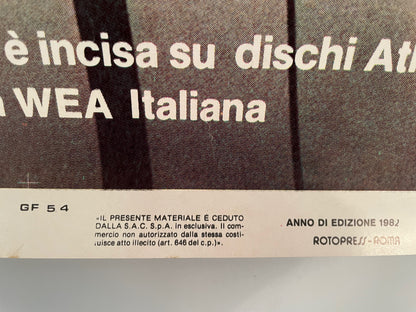 è incisa su dischi Atl
a WEA Italiana
GF 54
«IL PRESENTE MATERIALE È CEDUTO
DALLA S.A.C. S.p.A. in esclusiva. Il com-
mercio non autorizzato dalla stessa costi-
tuisce atto illecito (art. 646 del c.p.)».
ANNO DI EDIZIONE 1982
ROTOPRESS-ROMA